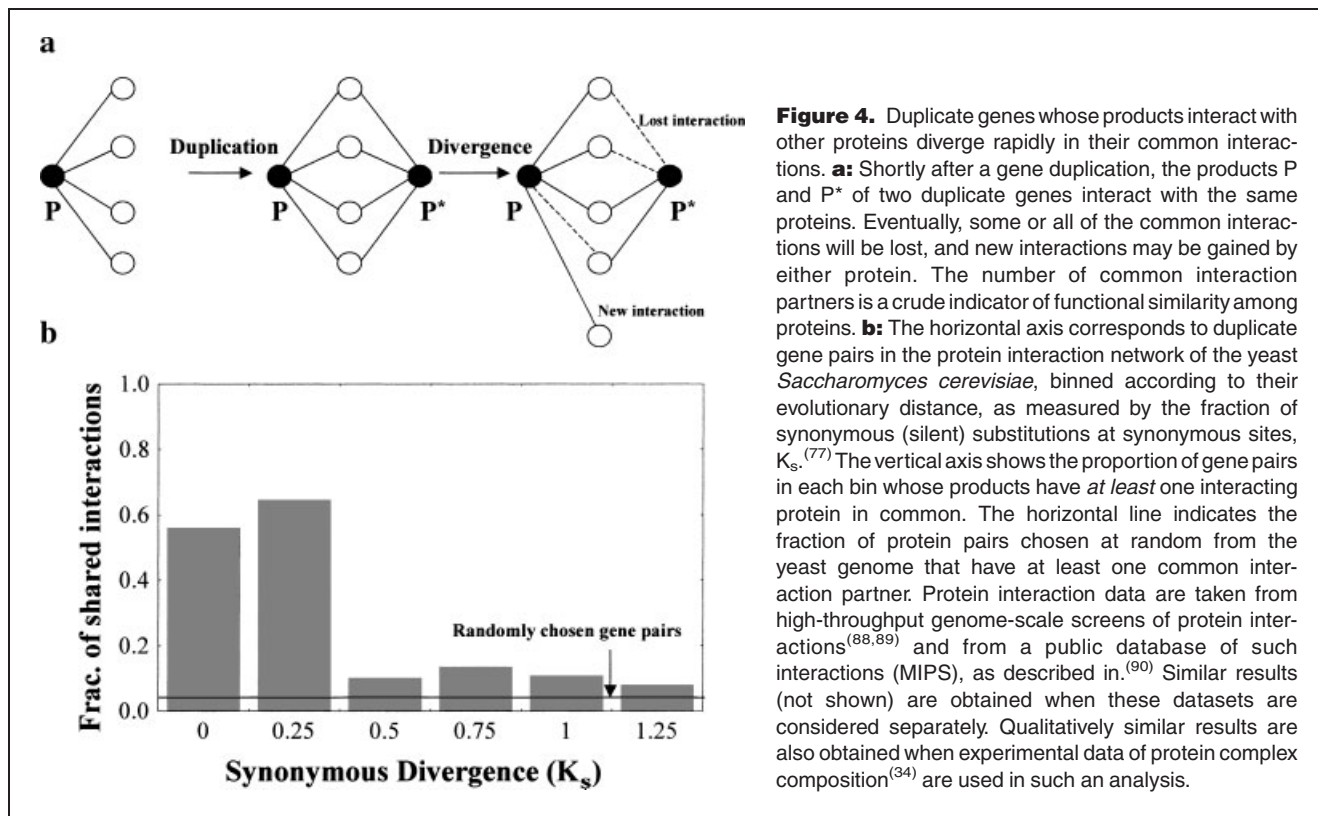 a
Duplication
Divergence
Lost interaction
P
P
P*
P
P*
New interaction
b
Frac. of shared interactions
1.0
0.8
0.6
0.4
0.2
0.0
Randomly chosen gene pairs
0 0.25 0.5 0.75 1 1.25
Synonymous Divergence (Ks)
Figure 4. Duplicate genes whose products interact with
other proteins diverge rapidly in their common interac-
tions. a: Shortly after a gene duplication, the products P
and P* of two duplicate genes interact with the same
proteins. Eventually, some or all of the common interac-
tions will be lost, and new interactions may be gained by
either protein. The number of common interaction
partners is a crude indicator of functional similarity among
proteins. b: The horizontal axis corresponds to duplicate
gene pairs in the protein interaction network of the yeast
Saccharomyces cerevisiae, binned according to their
evolutionary distance, as measured by the fraction of
synonymous (silent) substitutions at synonymous sites,
Ks.(77) The vertical axis shows the proportion of gene pairs
in each bin whose products have at least one interacting
protein in common. The horizontal line indicates the
fraction of protein pairs chosen at random from the
yeast genome that have at least one common inter-
action partner. Protein interaction data are taken from
high-throughput genome-scale screens of protein inter-
actions(88,89) and from a public database of such
interactions (MIPS), as described in.(90) Similar results
(not shown) are obtained when these datasets are
considered separately. Qualitatively similar results are
also obtained when experimental data of protein complex
composition(34) are used in such an analysis.